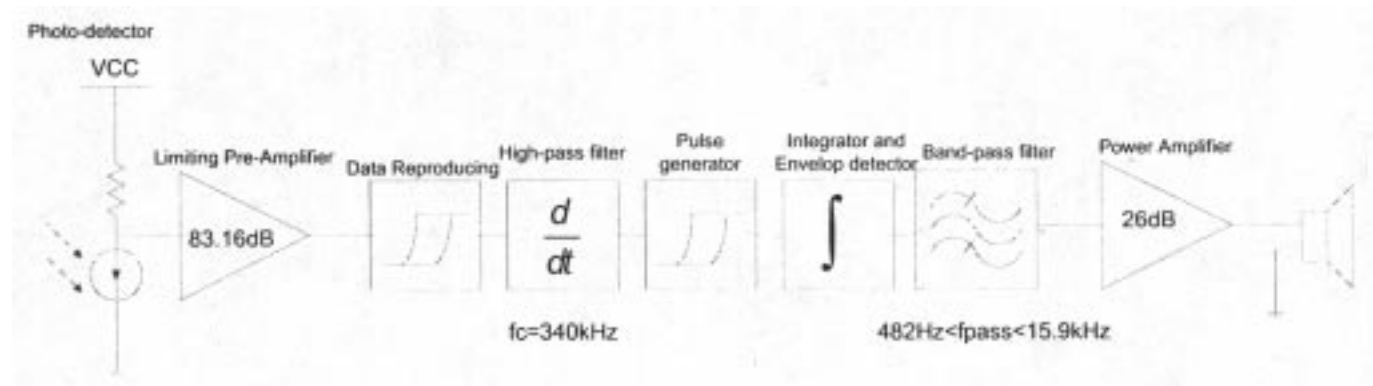 Photo-detector
VCC
Limiting Pre-Amplifier
83.16dB
Data Reproducing
High-pass filter
d
dt
fc=340kHz
Pulse
generator
Integrator and
Envelop detector
∫
Band-pass filter
482Hz<fpass<15.9kHz
Power Amplifier
26dB